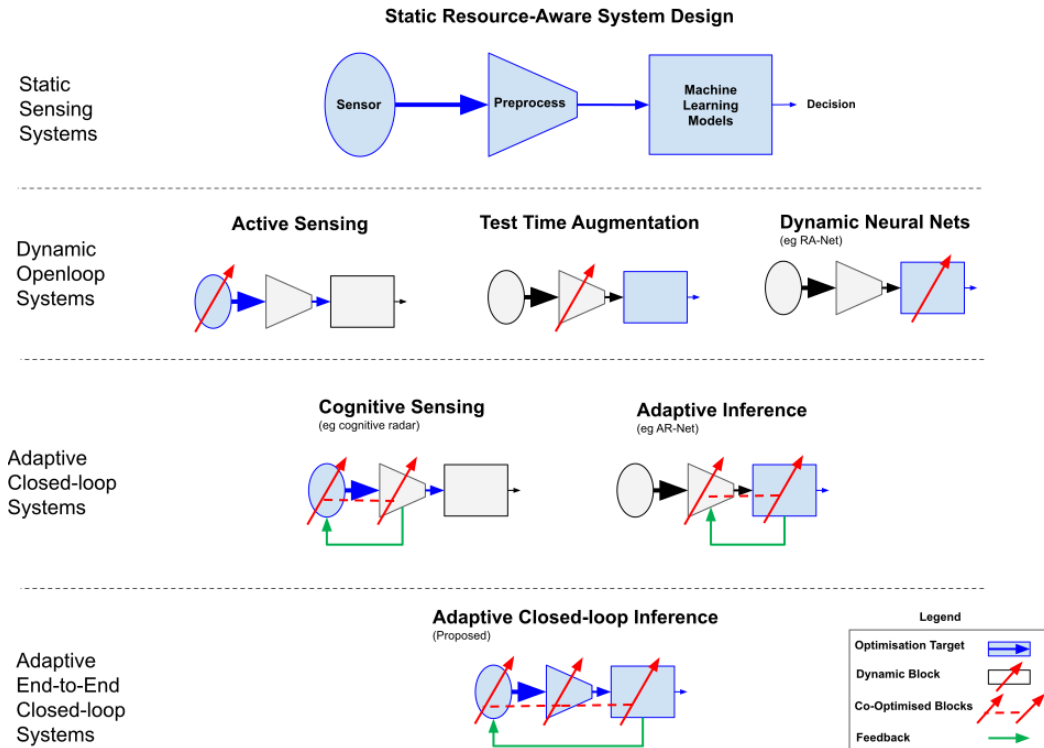 Static Resource-Aware System Design
Static
Sensing
Systems
Sensor
Preprocess
Machine
Learning
Models
Decision
Dynamic
Openloop
Systems
Active Sensing
Test Time Augmentation
Dynamic Neural Nets
(eg RA-Net)
Adaptive
Closed-loop
Systems
Cognitive Sensing
(eg cognitive radar)
Adaptive Inference
(eg AR-Net)
Adaptive
End-to-End
Closed-loop
Systems
Adaptive Closed-loop Inference
(Proposed)
Legend
Optimisation Target
Dynamic Block
Co-Optimised Blocks
Feedback